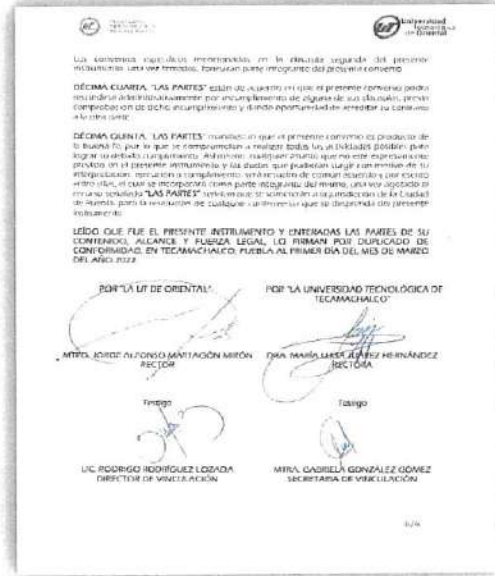 Universidad
Tecnológica
de Oriental
Los convenios específicos mencionados en la cláusula segunda del presente
instrumento, una vez firmados, formarán parte integrante del presente convenio.
DÉCIMA CUARTA. "LAS PARTES" están de acuerdo en que el presente convenio podrá
rescindirse administrativamente por incumplimiento de alguna de sus cláusulas, previa
comprobación de dicho incumplimiento y dando oportunidad de acreditar su contrario
a la otra parte.
DÉCIMA QUINTA. "LAS PARTES" manifiestan que el presente convenio es producto de
la buena fe, por lo que se comprometen a realizar todas las actividades posibles para
lograr su debido cumplimiento. Así mismo, cualquier asunto que no esté expresamente
previsto en el presente instrumento y las dudas que pudieran surgir con motivo de su
interpretación, ejecución o cumplimiento, será resuelto de común acuerdo y por escrito
entre ellas, el cual se incorporará como parte integrante del mismo, una vez agotado el
recurso señalado "LAS PARTES" se someterán a la jurisdicción de la Ciudad
de Puebla, para la resolución de cualquier controversia que se desprenda del presente
instrumento.
LEÍDO QUE FUE EL PRESENTE INSTRUMENTO Y ENTERADAS LAS PARTES DE SU
CONTENIDO, ALCANCE Y FUERZA LEGAL, LO FIRMAN POR DUPLICADO DE
CONFORMIDAD, EN TECAMACHALCO, PUEBLA AL PRIMER DÍA DEL MES DE MARZO
DEL AÑO 2022
POR "LA UT DE ORIENTAL"
POR "LA UNIVERSIDAD TECNOLÓGICA DE
TECAMACHALCO"
MTRO. JORGE ALFONSO MARTAGÓN MIRÓN
RECTOR
DRA. MARÍA LUISA JUÁREZ HERNÁNDEZ
RECTORA
Testigo
Testigo
LIC. RODRIGO RODRÍGUEZ LOZADA
DIRECTOR DE VINCULACIÓN
MTRA. GABRIELA GONZÁLEZ GÓMEZ
SECRETARIA DE VINCULACIÓN